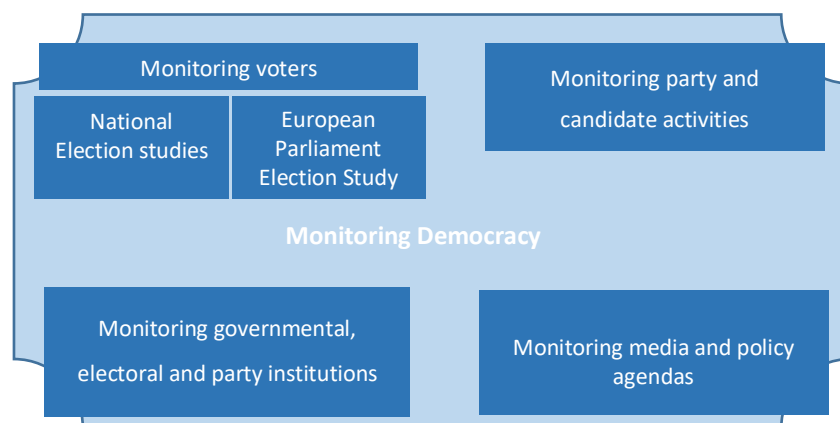 Monitoring voters
National
Election studies
European
Parliament
Election Study
Monitoring party and
candidate activities
Monitoring Democracy
Monitoring governmental,
electoral and party institutions
Monitoring media and policy
agendas